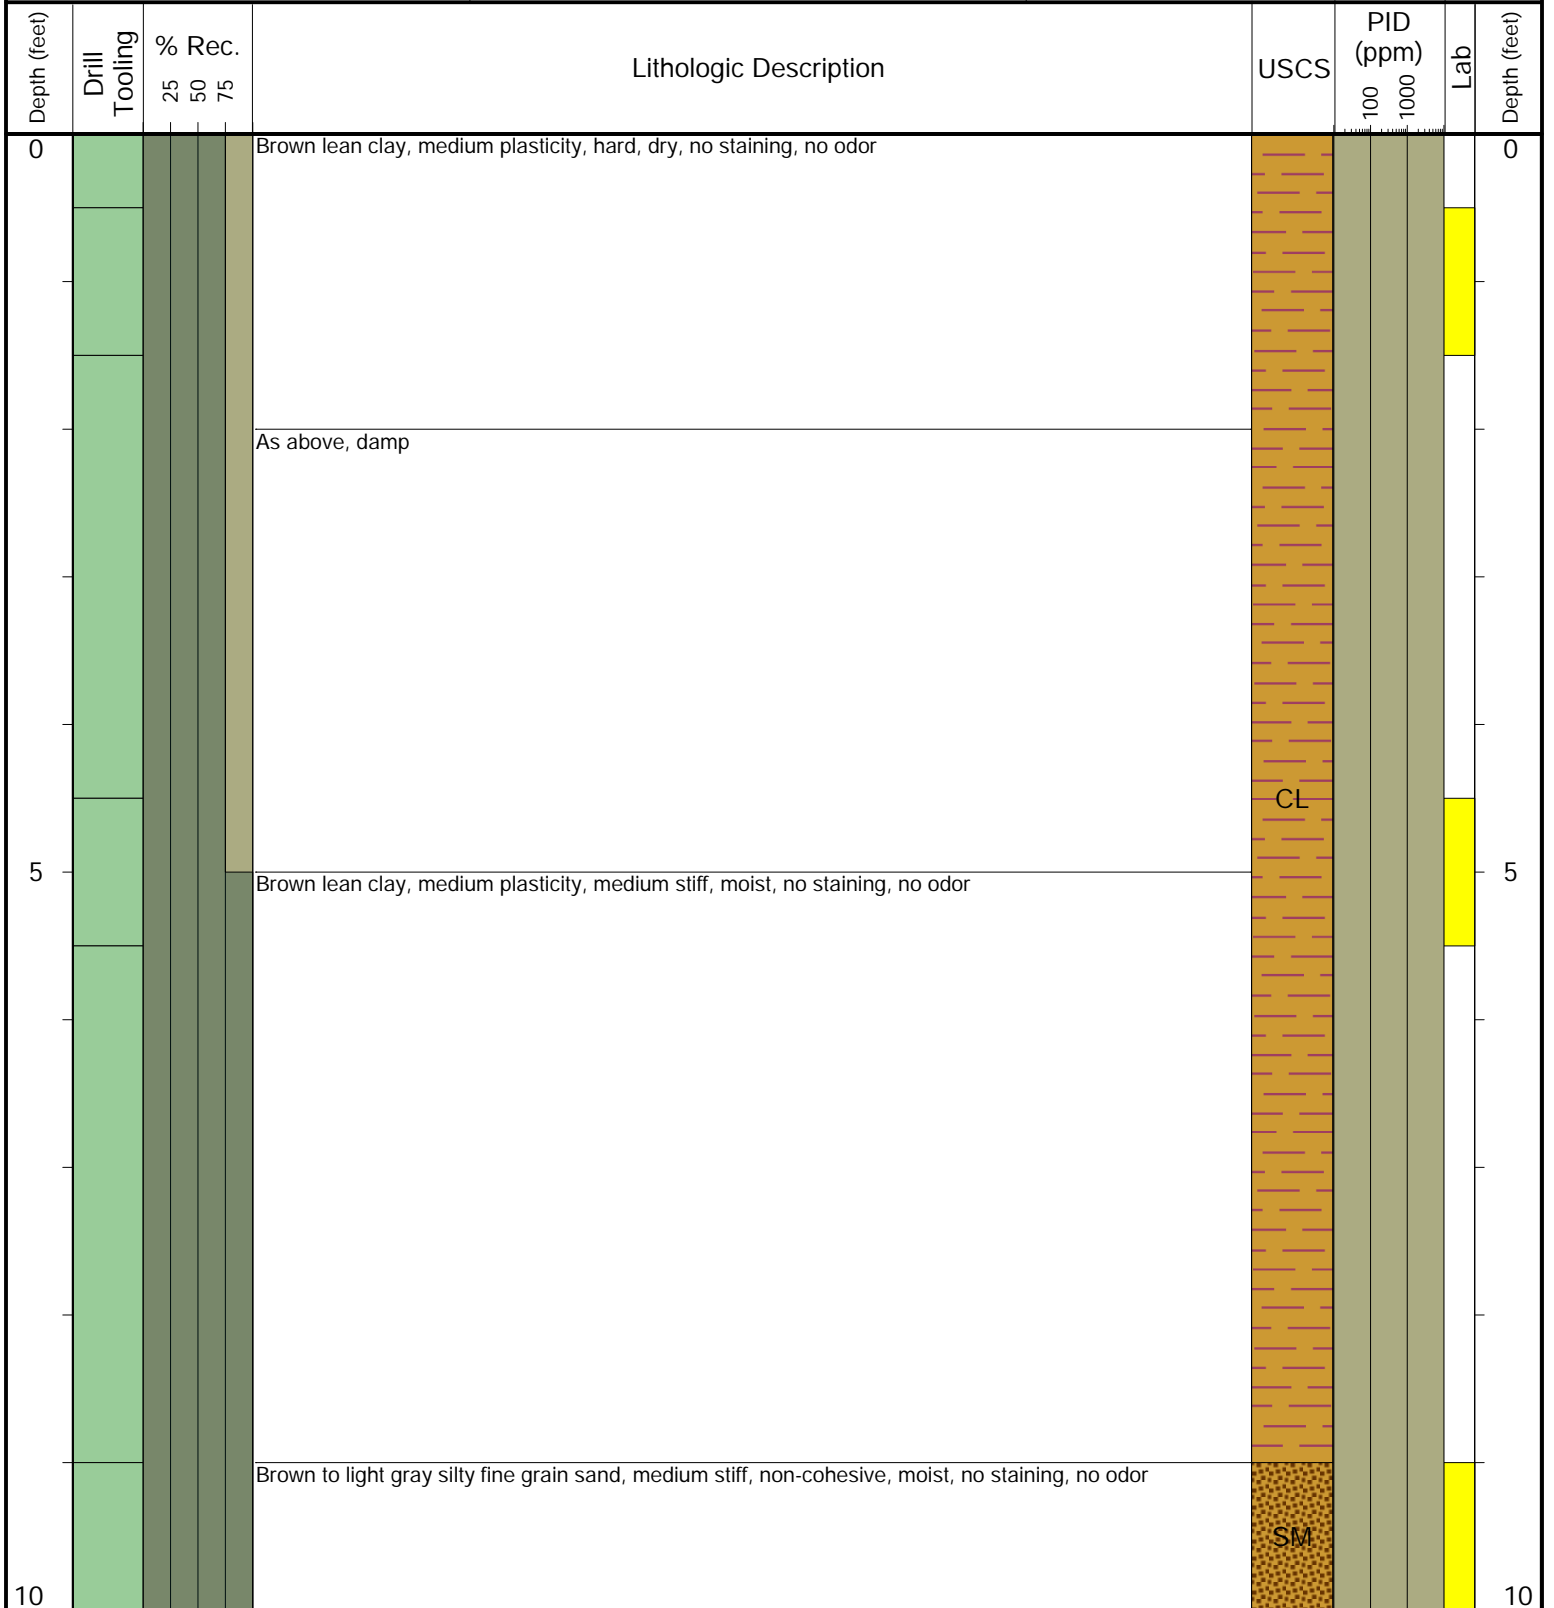 Depth (feet)
Drill
Tooling
% Rec.
25
50
75
Lithologic Description
USCS
PID
(ppm)
100
1000
Lab
Depth (feet)
0
Brown lean clay, medium plasticity, hard, dry, no staining, no odor
0
As above, damp
CL
5
Brown lean clay, medium plasticity, medium stiff, moist, no staining, no odor
5
Brown to light gray silty fine grain sand, medium stiff, non-cohesive, moist, no staining, no odor
SM
10
10